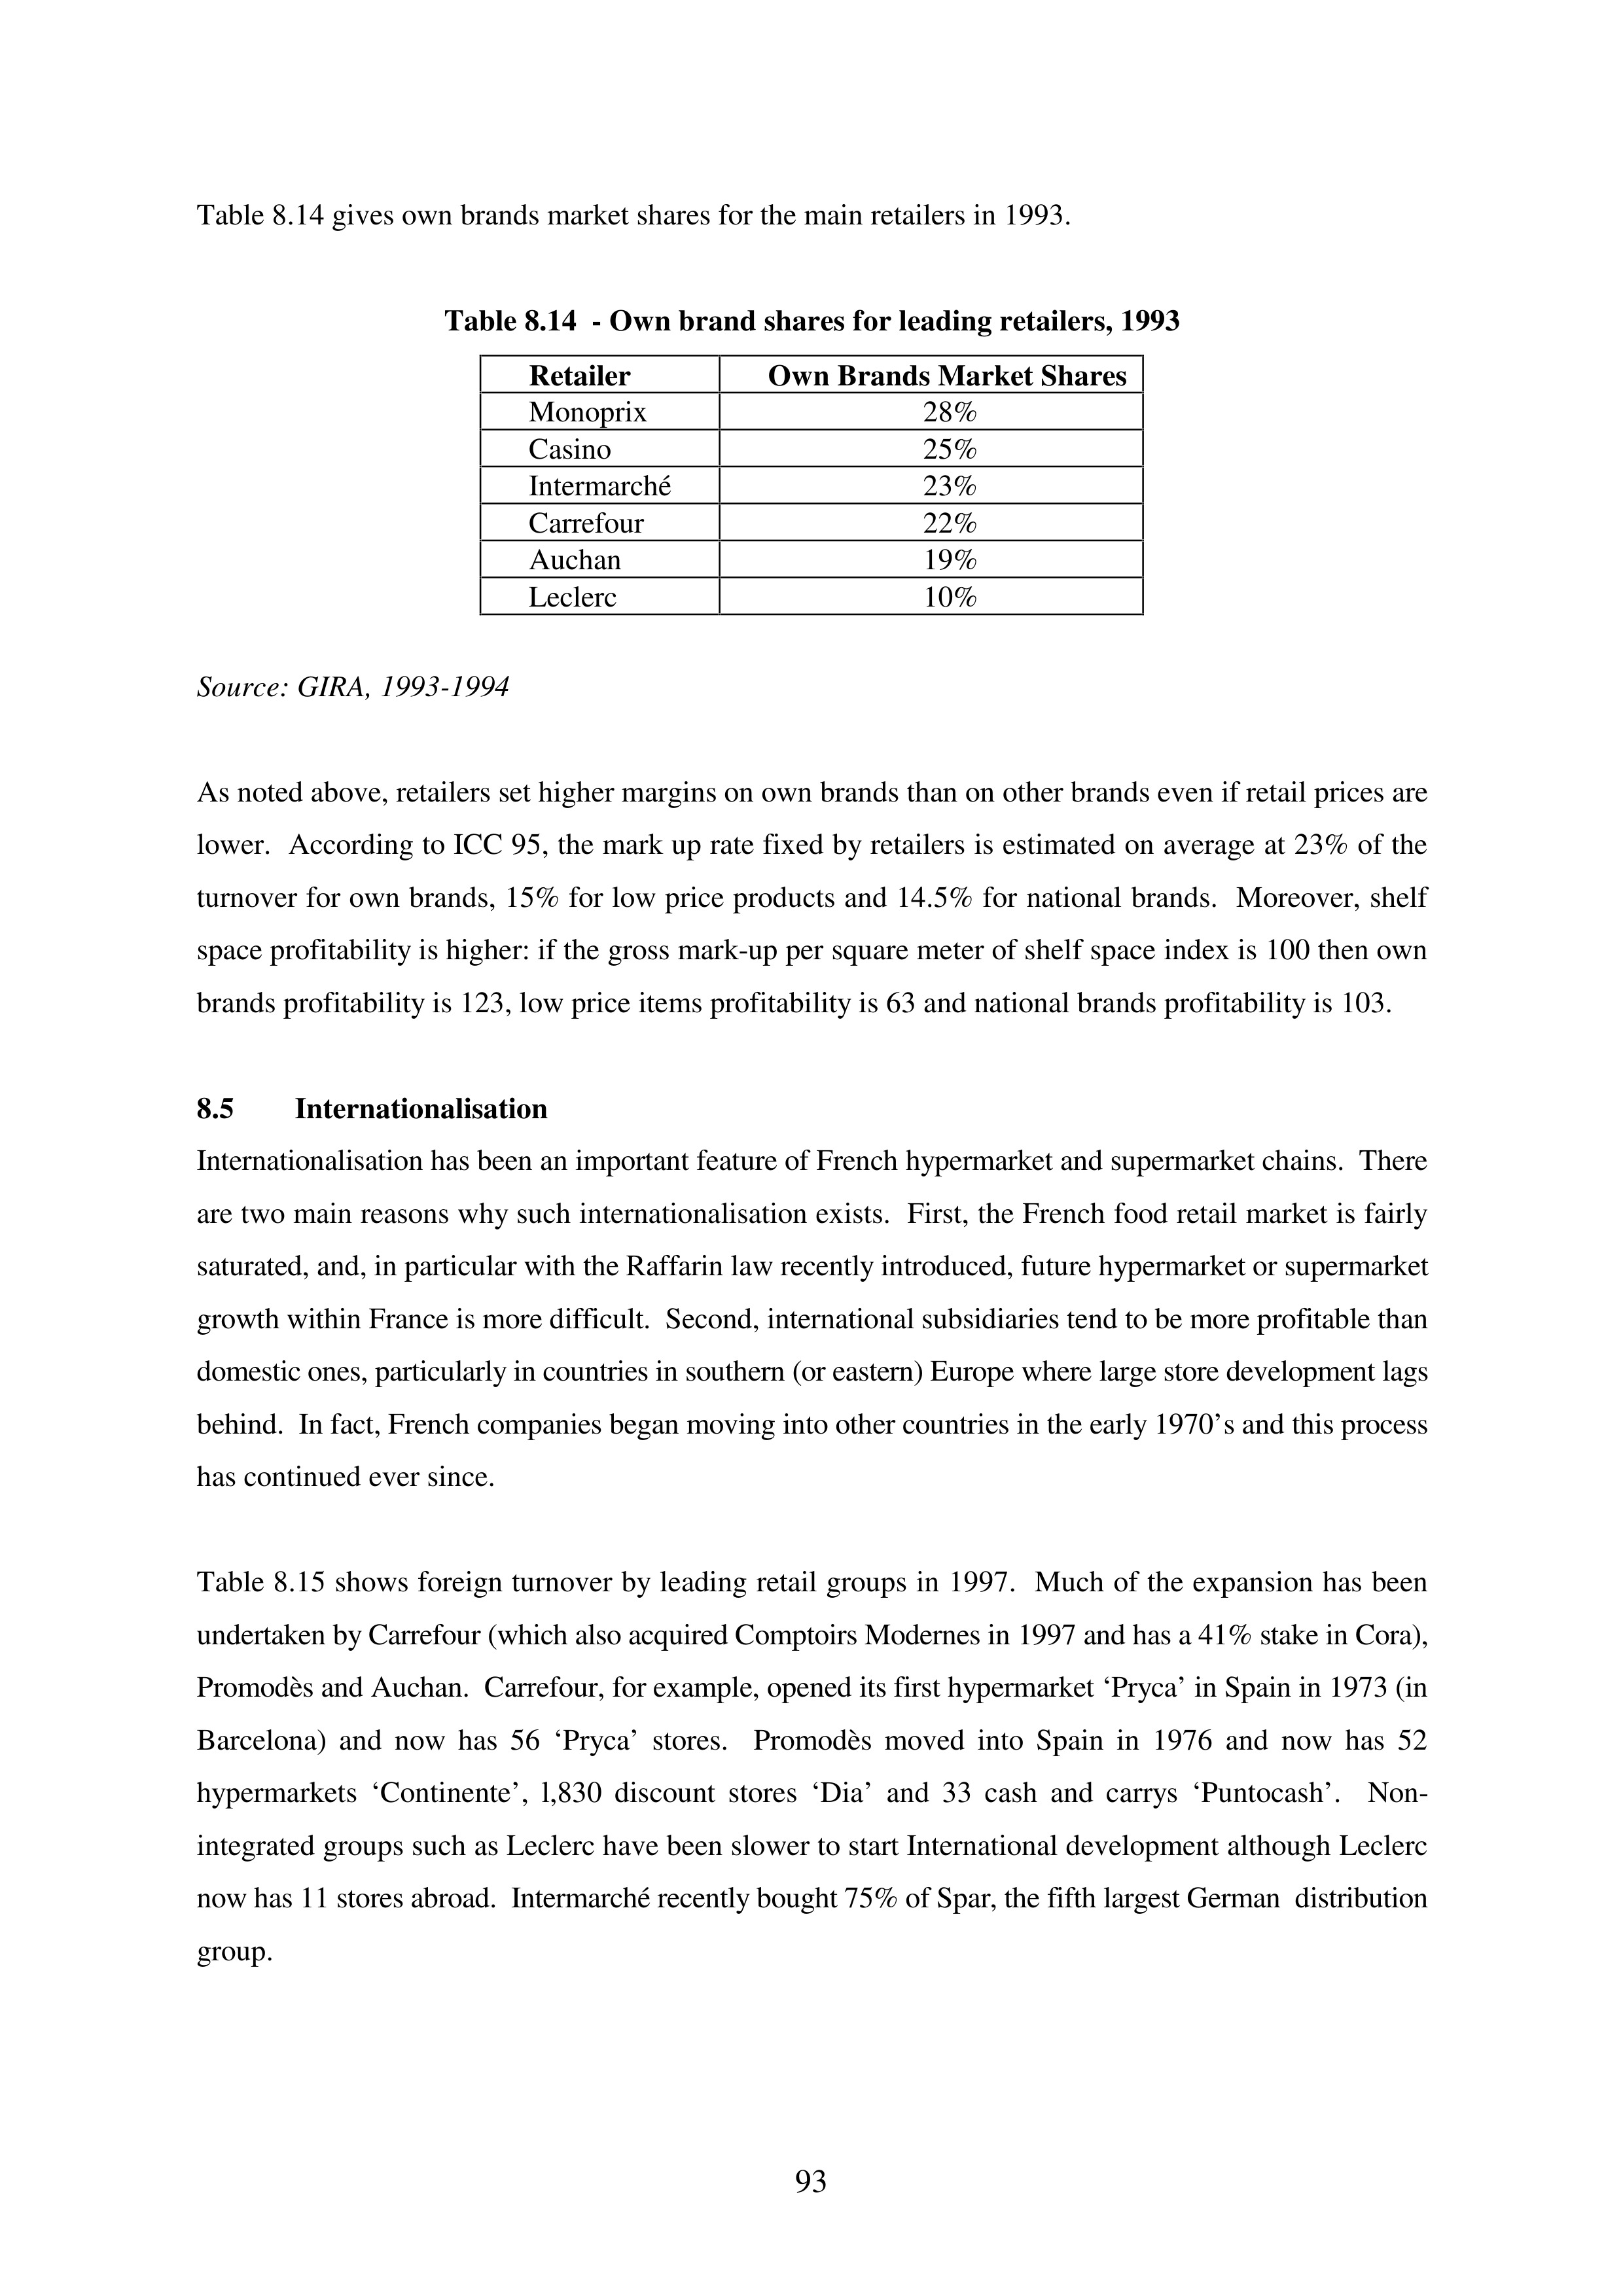 Table 8.14 gives own brands market shares for the main retailers in 1993.
Table 8.14 - Own brand shares for leading retailers, 1993
Retailer Own Brands Market Shares
Monoprix 28%
Casino 25%
Intermarché 23%
Carrefour 22%
Auchan 19%
Leclerc 10%
Source: GIRA, 1993-1994
As noted above, retailers set higher margins on own brands than on other brands even if retail prices are
lower. According to ICC 95, the mark up rate fixed by retailers is estimated on average at 23% of the
turnover for own brands, 15% for low price products and 14.5% for national brands. Moreover, shelf
space profitability is higher: if the gross mark-up per square meter of shelf space index is 100 then own
brands profitability is 123, low price items profitability is 63 and national brands profitability is 103.
8.5 Internationalisation
Internationalisation has been an important feature of French hypermarket and supermarket chains. There
are two main reasons why such internationalisation exists. First, the French food retail market is fairly
saturated, and, in particular with the Raffarin law recently introduced, future hypermarket or supermarket
growth within France is more difficult. Second, international subsidiaries tend to be more profitable than
domestic ones, particularly in countries in southern (or eastern) Europe where large store development lags
behind. In fact, French companies began moving into other countries in the early 1970’s and this process
has continued ever since.
Table 8.15 shows foreign turnover by leading retail groups in 1997. Much of the expansion has been
undertaken by Carrefour (which also acquired Comptoirs Modernes in 1997 and has a 41% stake in Cora),
Promodès and Auchan. Carrefour, for example, opened its first hypermarket ‘Pryca’ in Spain in 1973 (in
Barcelona) and now has 56 ‘Pryca’ stores. Promodès moved into Spain in 1976 and now has 52
hypermarkets ‘Continente’, l,830 discount stores ‘Dia’ and 33 cash and carrys ‘Puntocash’. Non-
integrated groups such as Leclerc have been slower to start International development although Leclerc
now has 11 stores abroad. Intermarché recently bought 75% of Spar, the fifth largest German distribution
group.
93